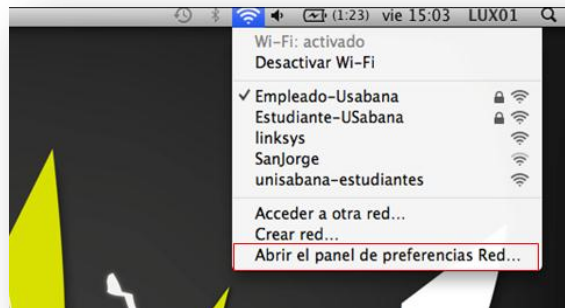 (1:23) vie 15:03 LUX01
Wi-Fi: activado
Desactivar Wi-Fi
Empleado-Usabana
Estudiante-USabana
linksys
SanJorge
unisabana-estudiantes
Acceder a otra red...
Crear red...
Abrir el panel de preferencias Red...